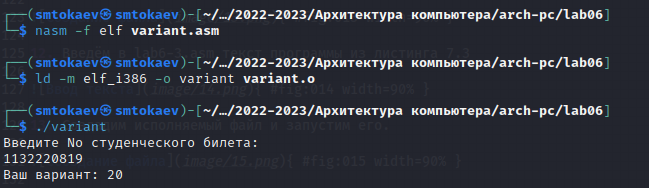 ┌──(smtokaev㉿smtokaev)-[~/…/2022-2023/Архитектура компьютера/arch-pc/lab06]
└─$ nasm -f elf variant.asm
┌──(smtokaev㉿smtokaev)-[~/…/2022-2023/Архитектура компьютера/arch-pc/lab06]
└─$ ld -m elf_i386 -o variant variant.o
┌──(smtokaev㉿smtokaev)-[~/…/2022-2023/Архитектура компьютера/arch-pc/lab06]
└─$ ./variant
Введите No студенческого билета:
1132220819
Ваш вариант: 20